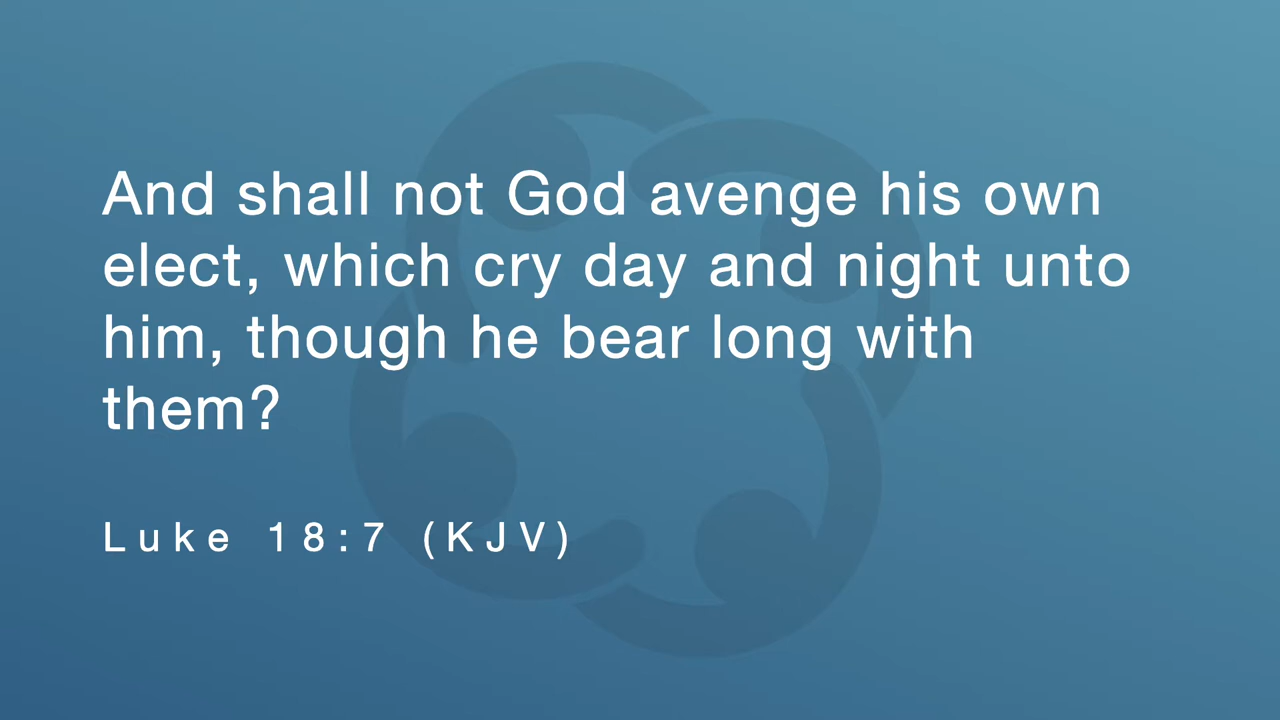 And shall not God avenge his own
elect, which cry day and night unto
him, though he bear long with
them?
Luke 18:7 (KJV)